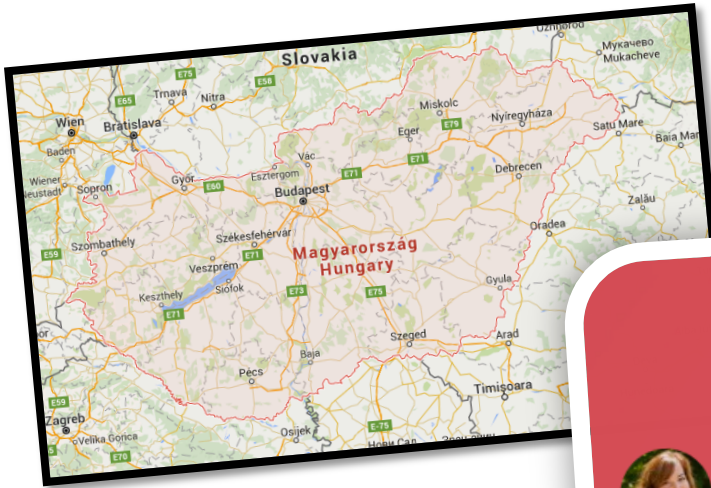 Slovakia
Uzhhorod
Мукачево
Mukacheve
E75
E58
Trnava
Nitra
E65
Miskolc
Wien
Bratislava
E79
Nyíregyháza
Eger
Satu Mare
Baden
Vác
E71
Baia Mar
Wiener
Neustadt
Győr
Esztergom
E71
Debrecen
Sopron
E60
Budapest
Zalău
Oradea
Székesfehérvár
Szombathely
E59
E71
Magyarország
Hungary
Veszprém
Siófok
Gyula
Keszthely
E73
E75
E71
Szeged
Arad
Baja
Pécs
Timișoara
E59
Zagreb
Osijek
E-75
Velika Gorica
Нови Сад
E70